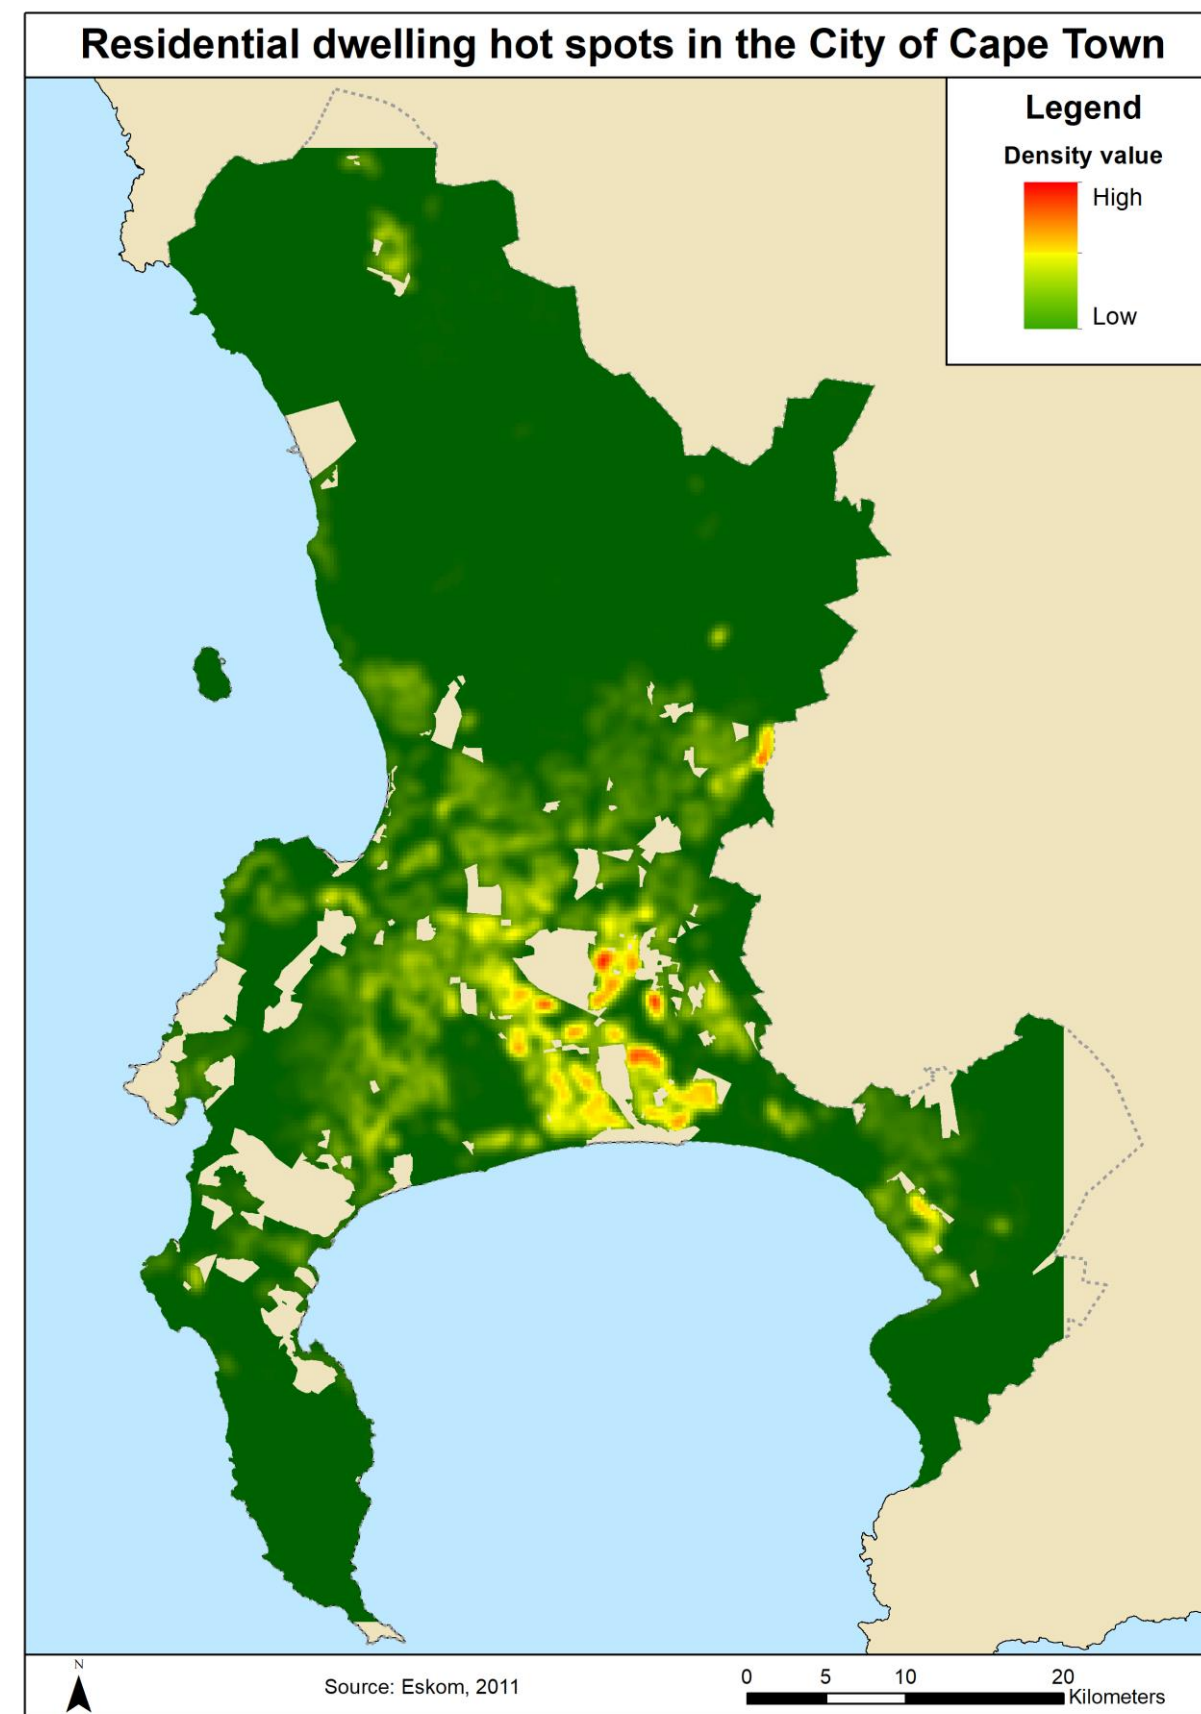 Residential dwelling hot spots in the City of Cape Town
Legend
Density value
High
Low
N
Source: Eskom, 2011
0 5 10 20
Kilometers